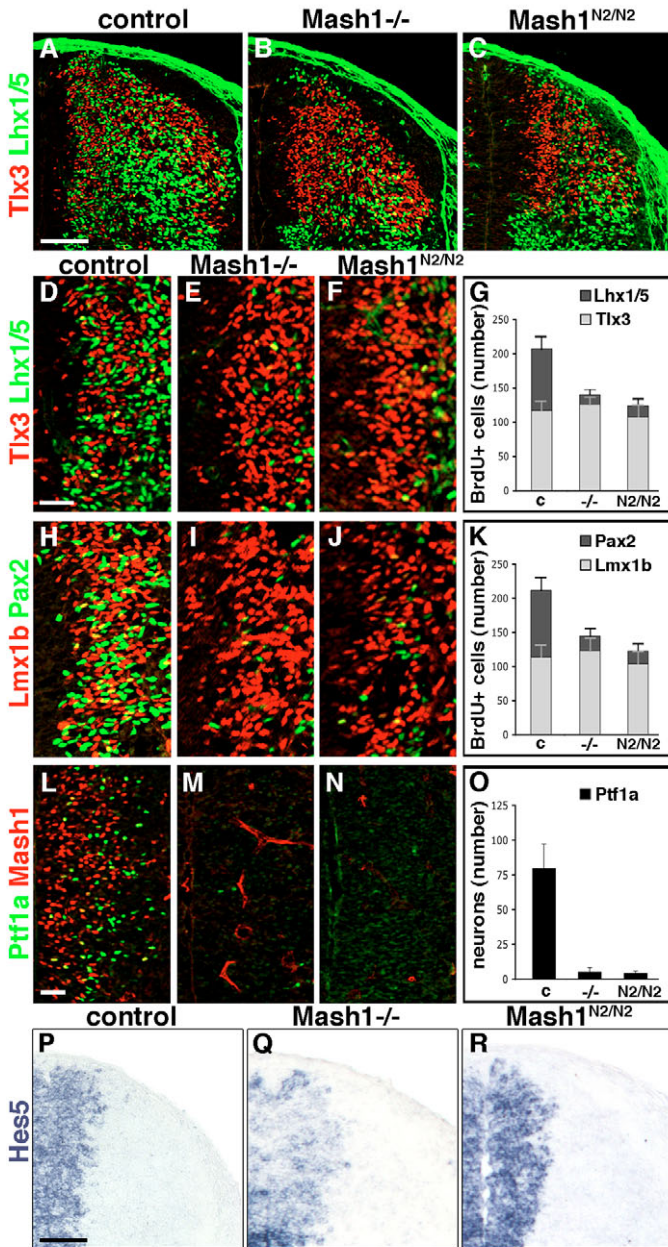 control Mash1-/- Mash1N2/N2
A B C
Tlx3 Lhx1/5
control Mash1-/- Mash1N2/N2
D E F G
Tlx3 Lhx1/5
BrdU+ cells (number)
Lhx1/5
Tlx3
250
200
150
100
50
0
c -/- N2/N2
H I J K
Lmx1b Pax2
BrdU+ cells (number)
Pax2
Lmx1b
250
200
150
100
50
0
c -/- N2/N2
L M N O
Ptf1a Mash1
neurons (number)
Ptf1a
125
100
75
50
25
0
c -/- N2/N2
control Mash1-/- Mash1N2/N2
P Q R
Hes5